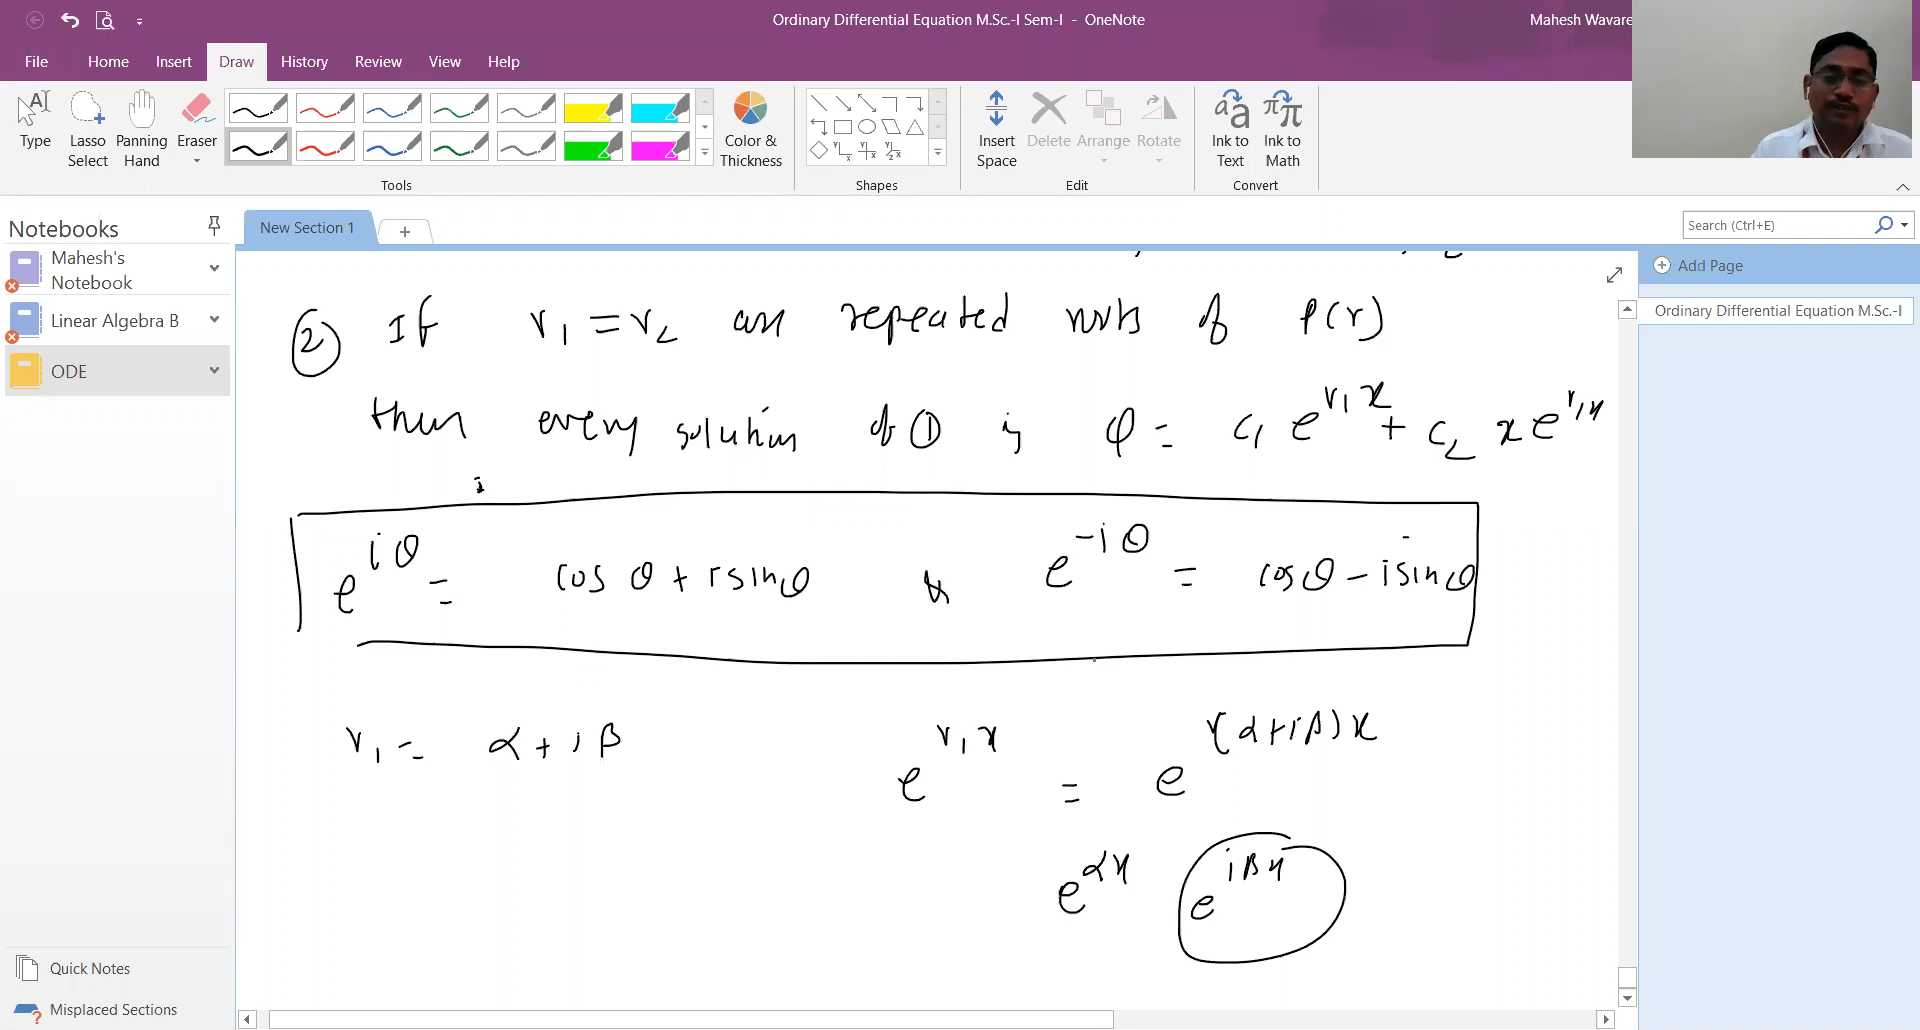 Ordinary Differential Equation M.Sc.-I Sem-I - OneNote
Mahesh Wavare
File Home Insert Draw History Review View Help
Type
Lasso Select
Panning Hand
Eraser
Color & Thickness
Insert Space
Delete
Arrange
Rotate
Ink to Text
Ink to Math
Tools
Shapes
Edit
Convert
Notebooks
New Section 1
+
Search (Ctrl+E)
Mahesh's Notebook
Linear Algebra B
ODE
Add Page
Ordinary Differential Equation M.Sc.-I
② If r₁ = r₂ are repeated roots of P(r)
then every solution of ① is φ = c₁ e^{r₁x} + c₂ x e^{r₁x}
e^{iθ} = cos θ + i sin θ & e^{-iθ} = cos θ - i sin θ
r₁ = α + i β e^{r₁x} = e^{(α+iβ)x}
e^{αx} e^{iβx}
Quick Notes
Misplaced Sections